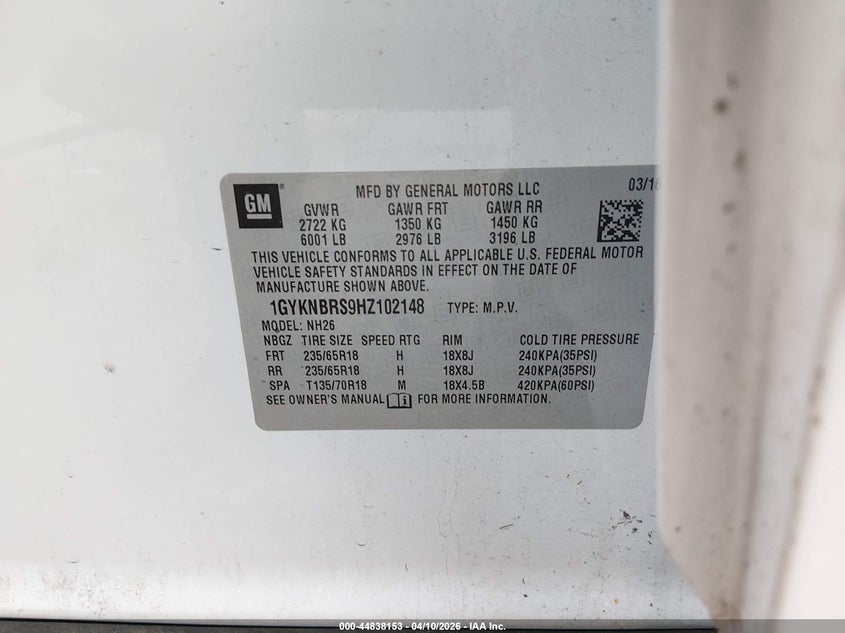 GM ®
MFD BY GENERAL MOTORS LLC 03/16
GVWR GAWR FRT GAWR RR
2722 KG 1350 KG 1450 KG
6001 LB 2976 LB 3196 LB
THIS VEHICLE CONFORMS TO ALL APPLICABLE U.S. FEDERAL MOTOR
VEHICLE SAFETY STANDARDS IN EFFECT ON THE DATE OF
MANUFACTURE SHOWN ABOVE.
1GYKNBRS9HZ102148 TYPE: M.P.V.
MODEL: NH26
NBGZ TIRE SIZE SPEED RTG RIM COLD TIRE PRESSURE
FRT 235/65R18 H 18X8J 240KPA(35PSI)
RR 235/65R18 H 18X8J 240KPA(35PSI)
SPA T135/70R18 M 18X4.5B 420KPA(60PSI)
SEE OWNER'S MANUAL FOR MORE INFORMATION.
000-44838153 - 04/10/2026 - IAA Inc.